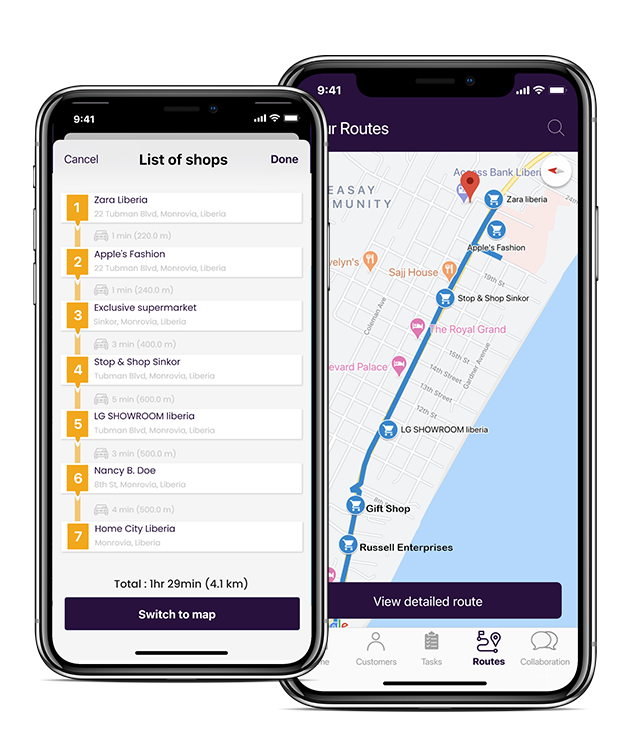 9:41
Cancel
List of shops
Done
1
Zara Liberia
22 Tubman Blvd, Monrovia, Liberia
1 min (220.0 m)
2
Apple's Fashion
22 Tubman Blvd, Monrovia, Liberia
1 min (240.0 m)
3
Exclusive supermarket
Sinkor, Monrovia, Liberia
3 min (400.0 m)
4
Stop & Shop Sinkor
Tubman Blvd, Monrovia, Liberia
5 min (600.0 m)
5
LG SHOWROOM liberia
Tubman Blvd, Monrovia, Liberia
3 min (500.0 m)
6
Nancy B. Doe
8th St, Monrovia, Liberia
4 min (500.0 m)
7
Home City Liberia
Monrovia, Liberia
Total : 1hr 29min (4.1 km)
Switch to map
9:41
ur Routes
Access Bank Liberi
EASAY
MUNITY
24th
Zara liberia
Apple's Fashion
velyn's
Sajj House
19th St
Stop & Shop Sinkor
Coleman Ave
The Royal Grand
15th St
Gardner Avenue
evard Palace
14th Street
13th Street
12th St
LG SHOWROOM liberia
8th S
Gift Shop
Russell Enterprises
View detailed route
gle
me
Customers
Tasks
Routes
Collaboration